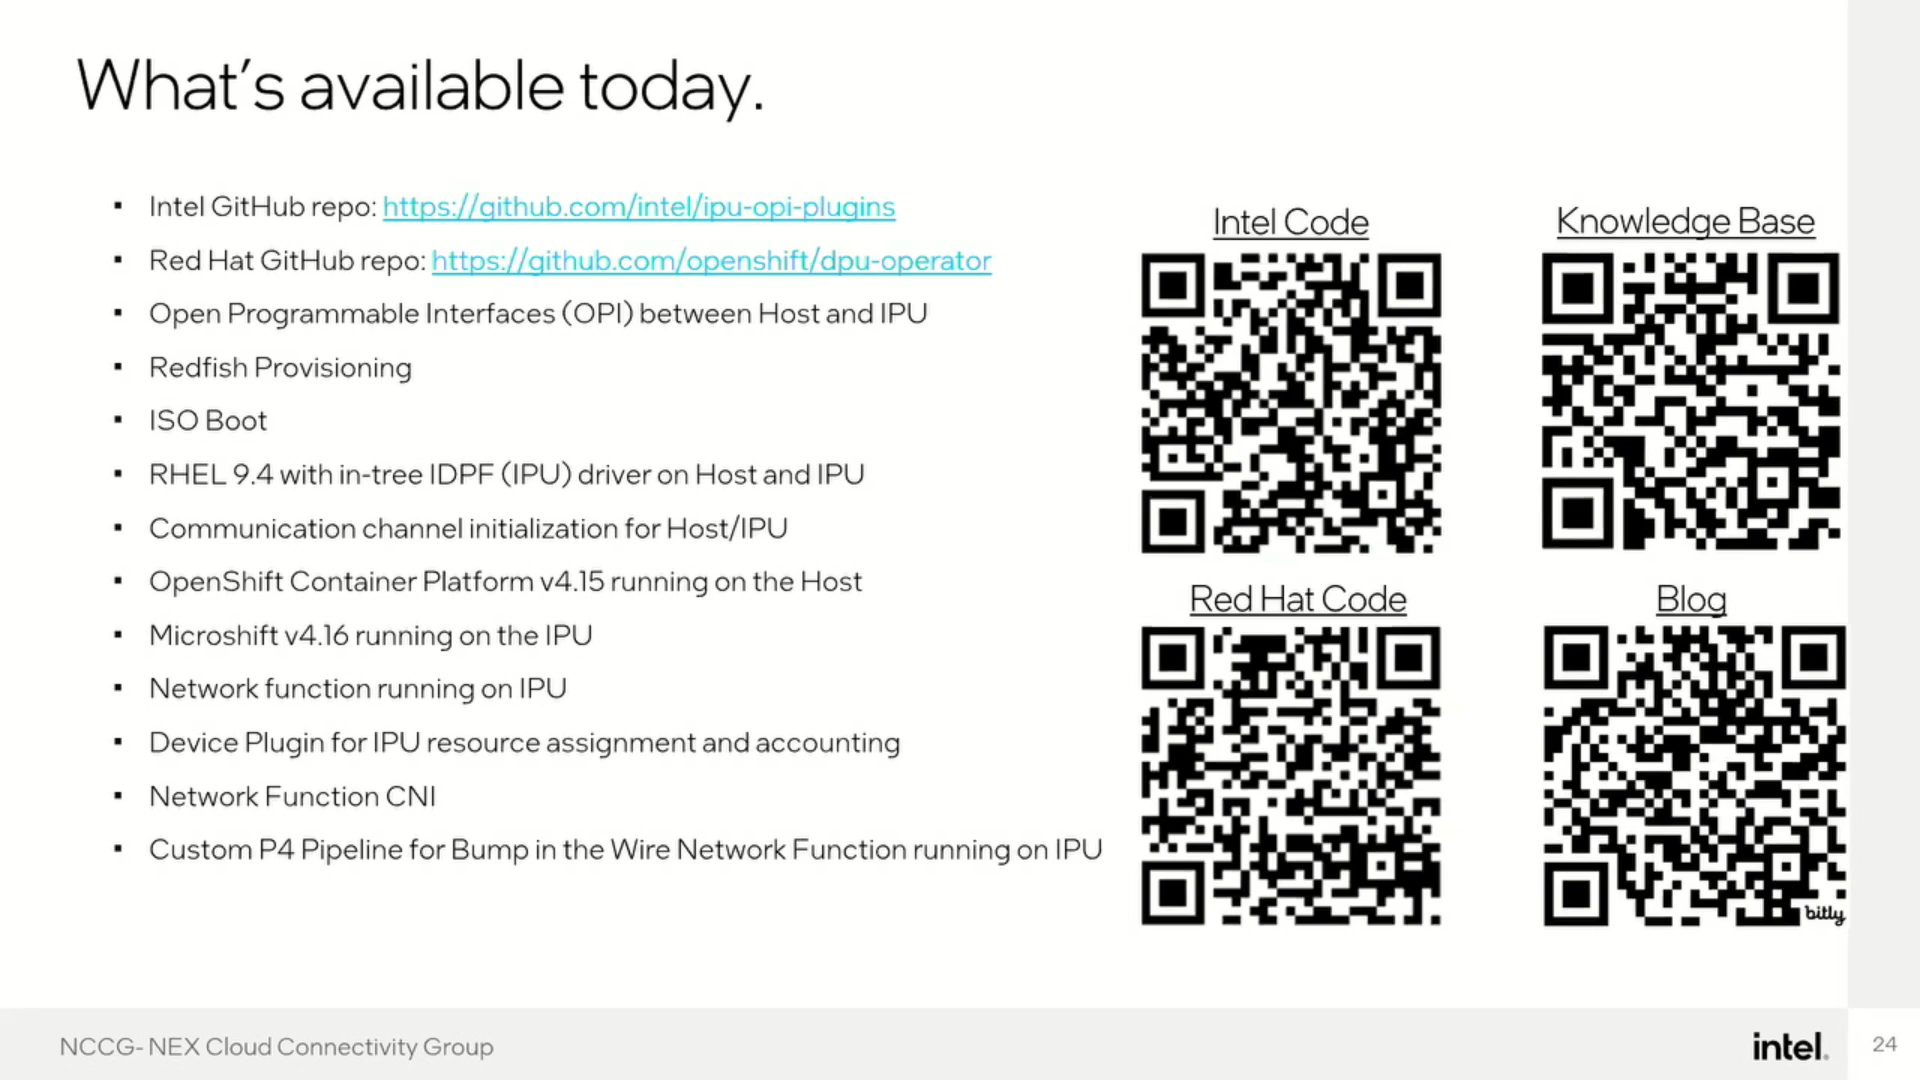 What's available today.
▪ Intel GitHub repo: https://github.com/intel/ipu-opi-plugins
▪ Red Hat GitHub repo: https://github.com/openshift/dpu-operator
▪ Open Programmable Interfaces (OPI) between Host and IPU
▪ Redfish Provisioning
▪ ISO Boot
▪ RHEL 9.4 with in-tree IDPF (IPU) driver on Host and IPU
▪ Communication channel initialization for Host/IPU
▪ OpenShift Container Platform v4.15 running on the Host
▪ Microshift v4.16 running on the IPU
▪ Network function running on IPU
▪ Device Plugin for IPU resource assignment and accounting
▪ Network Function CNI
▪ Custom P4 Pipeline for Bump in the Wire Network Function running on IPU
Intel Code
Knowledge Base
Red Hat Code
Blog
bitly
NCCG- NEX Cloud Connectivity Group
intel.
24